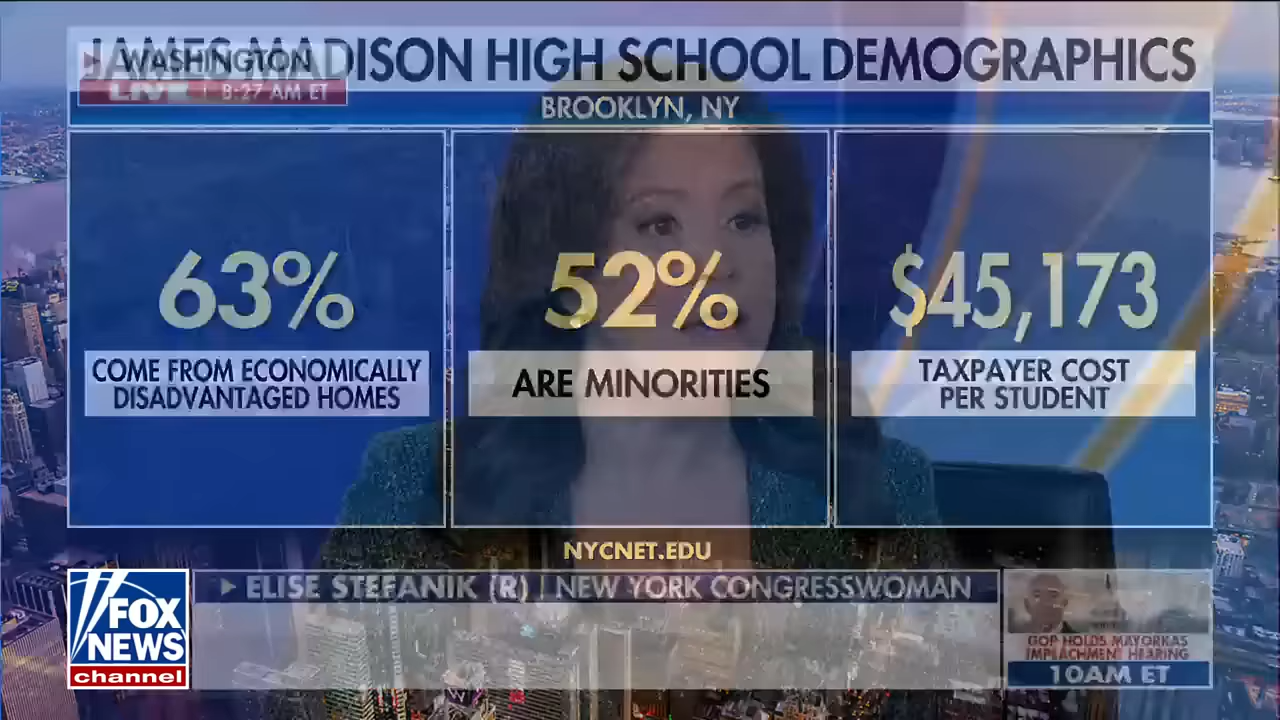 JAMES MADISON HIGH SCHOOL DEMOGRAPHICS
WASHINGTON
LIVE 8:27 AM ET
BROOKLYN, NY
63%
COME FROM ECONOMICALLY
DISADVANTAGED HOMES
52%
ARE MINORITIES
$45,173
TAXPAYER COST
PER STUDENT
NYCNET.EDU
ELISE STEFANIK (R) | NEW YORK CONGRESSWOMAN
FOX
NEWS
channel
GOP HOLDS MAYORKAS
IMPEACHMENT HEARING
10AM ET